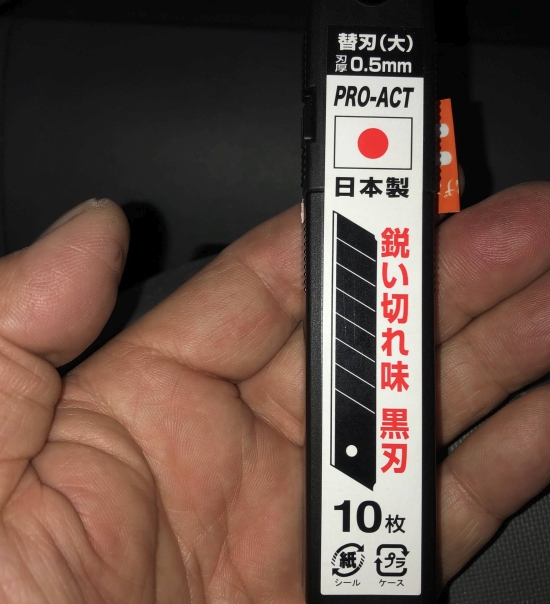 替刃(大)
刃厚 0.5mm
PRO-ACT
日本製
鋭い切れ味 黒刃
10枚
紙
シール
プラ
ケース